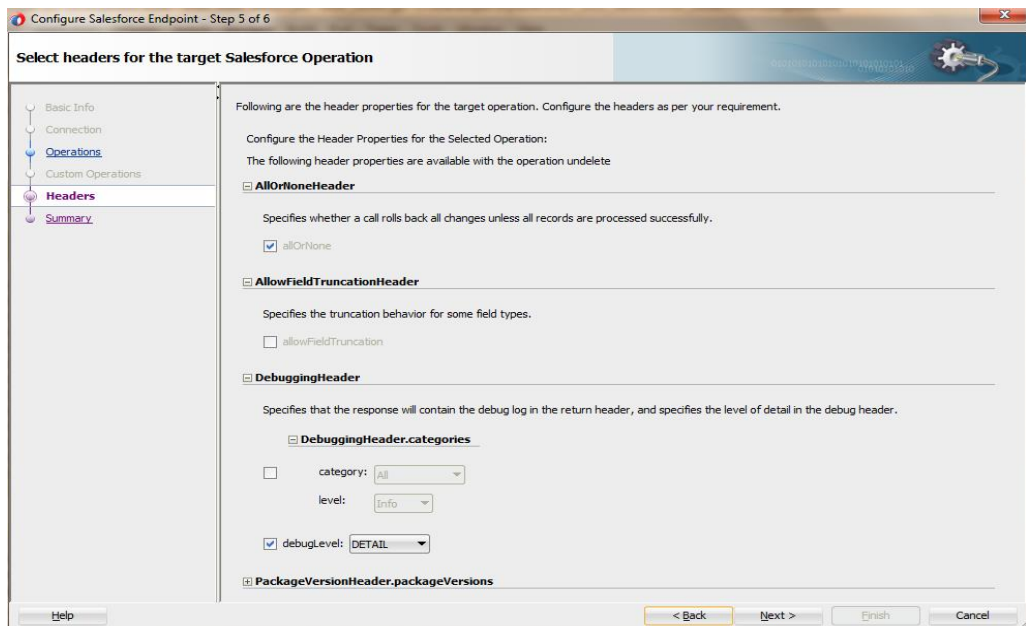 Configure Salesforce Endpoint - Step 5 of 6
Select headers for the target Salesforce Operation
Basic Info
Connection
Operations
Custom Operations
Headers
Summary
Following are the header properties for the target operation. Configure the headers as per your requirement.
Configure the Header Properties for the Selected Operation:
The following header properties are available with the operation undelete
AllOrNoneHeader
Specifies whether a call rolls back all changes unless all records are processed successfully.
allOrNone
AllowFieldTruncationHeader
Specifies the truncation behavior for some field types.
allowFieldTruncation
DebuggingHeader
Specifies that the response will contain the debug log in the return header, and specifies the level of detail in the debug header.
DebuggingHeader.categories
category: All
level: Info
debugLevel: DETAIL
PackageVersionHeader.packageVersions
Help
< Back
Next >
Finish
Cancel